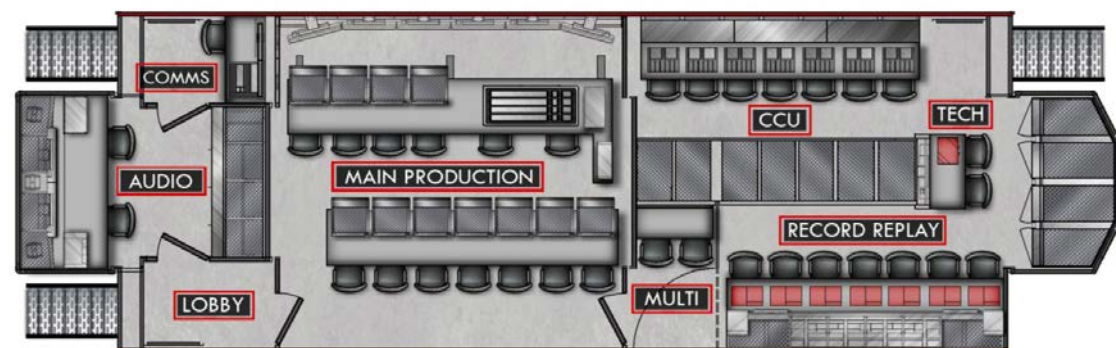 COMMS
CCU
TECH
AUDIO
MAIN PRODUCTION
RECORD REPLAY
LOBBY
MULTI